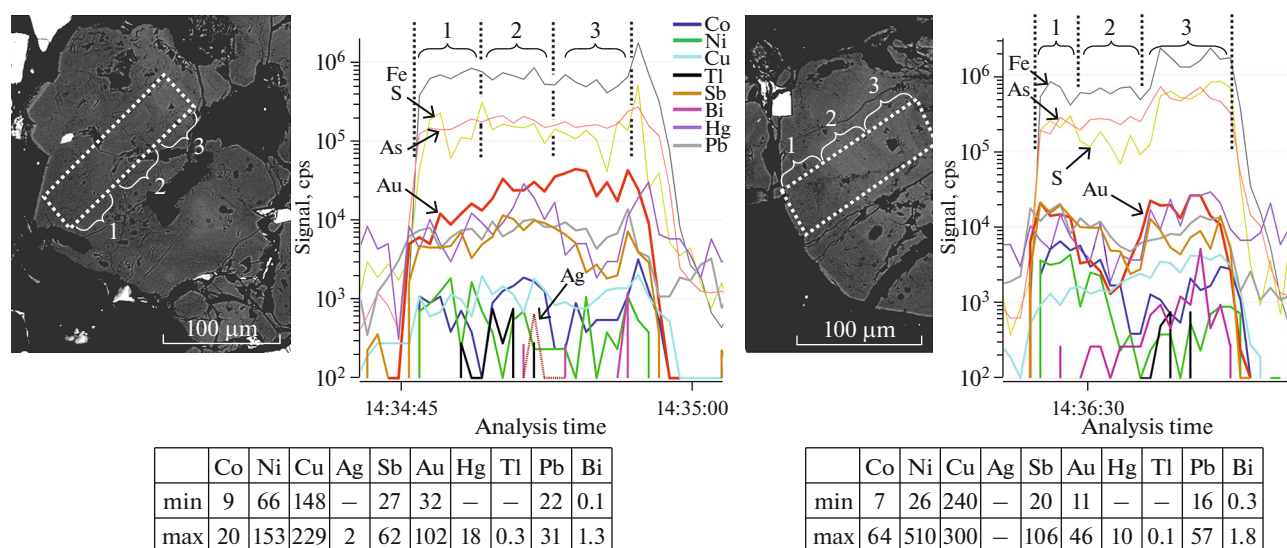 1
2
3
100 μm
Signal, cps
10⁶
10⁵
10⁴
10³
10²
1
2
3
Fe
S
As
Au
Ag
14:34:45
15:35:00
Analysis time
Co
Ni
Cu
Tl
Sb
Bi
Hg
Pb
1
2
3
100 μm
Signal, cps
10⁶
10⁵
10⁴
10³
10²
1
2
3
Fe
As
S
Au
14:36:30
Analysis time
Co Ni Cu Ag Sb Au Hg Tl Pb Bi
min 9 66 148 – 27 32 – – 22 0.1
max 20 153 229 2 62 102 18 0.3 31 1.3
Co Ni Cu Ag Sb Au Hg Tl Pb Bi
min 7 26 240 – 20 11 – – 16 0.3
max 64 510 300 – 106 46 10 0.1 57 1.8